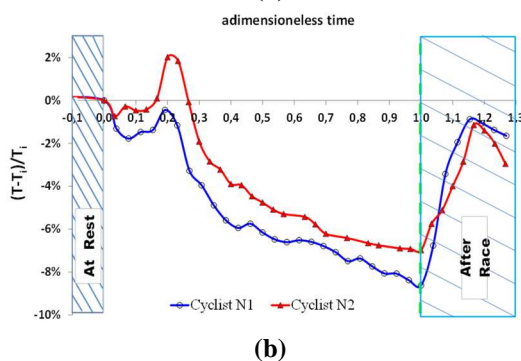 adimensioneless time
2%
0%
-2%
-4%
-6%
-8%
-10%
-0,1 0,0 0,1 0,2 0,3 0,4 0,5 0,6 0,7 0,8 0,9 1,0 1,1 1,2 1,3
(T-Ti)/Ti
At Rest
After
Race
Cyclist N1 Cyclist N2
(b)